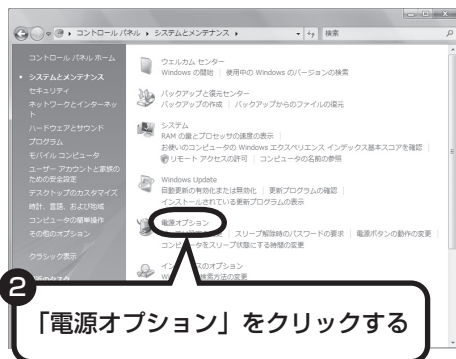 コントロール パネル ▸ システムとメンテナンス ▸
検索
コントロール パネル ホーム
システムとメンテナンス
セキュリティ
ネットワークとインターネッ
ト
ハードウェアとサウンド
プログラム
モバイル コンピュータ
ユーザー アカウントと家族の
ための安全設定
デスクトップのカスタマイズ
時計、言語、および地域
コンピュータの簡単操作
その他のオプション
クラシック表示
ウェルカム センター
Windows の開始 | 使用中の Windows のバージョンの検索
バックアップと復元センター
バックアップの作成 | バックアップからのファイルの復元
システム
RAM の量とプロセッサの速度の表示 |
お使いのコンピュータの Windows エクスペリエンス インデックス基本スコアを確認 |
リモート アクセスの許可 | コンピュータの名前の参照
Windows Update
自動更新の有効化または無効化 | 更新プログラムの確認 |
インストールされている更新プログラムの表示
電源オプション
スリープ解除時のパスワードの要求 | 電源ボタンの動作の変更 |
コンピュータをスリープ状態にする時間の変更
のオプション
検索方法の変更
2
「電源オプション」をクリックする